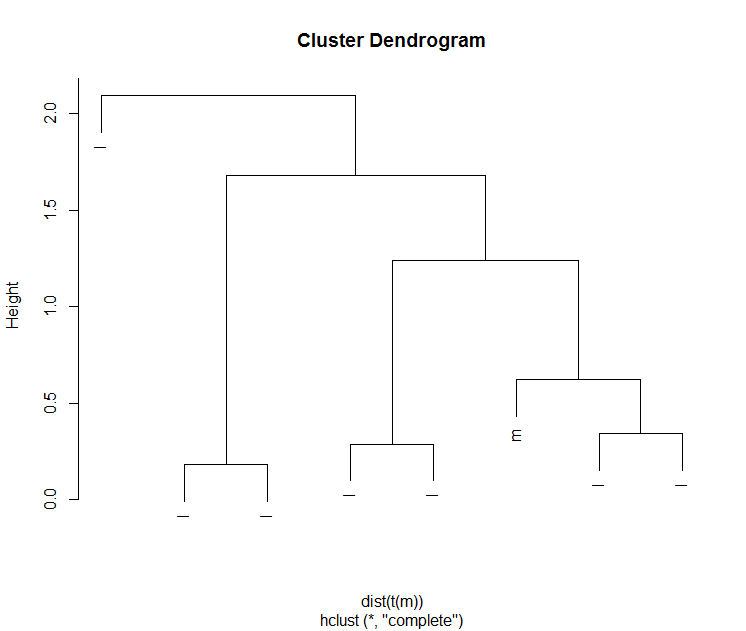 Cluster Dendrogram
2.0
1.5
1.0
Height
0.5
m
0.0
dist(t(m))
hclust (*, "complete")